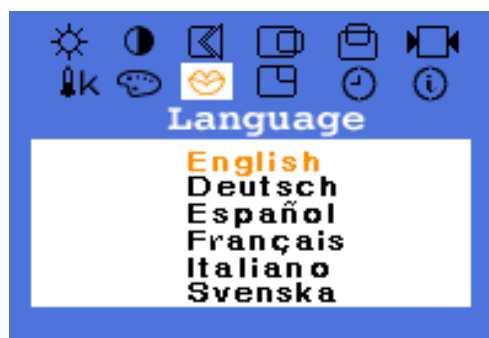 K
Language
English
Deutsch
Español
Français
Italiano
Svenska